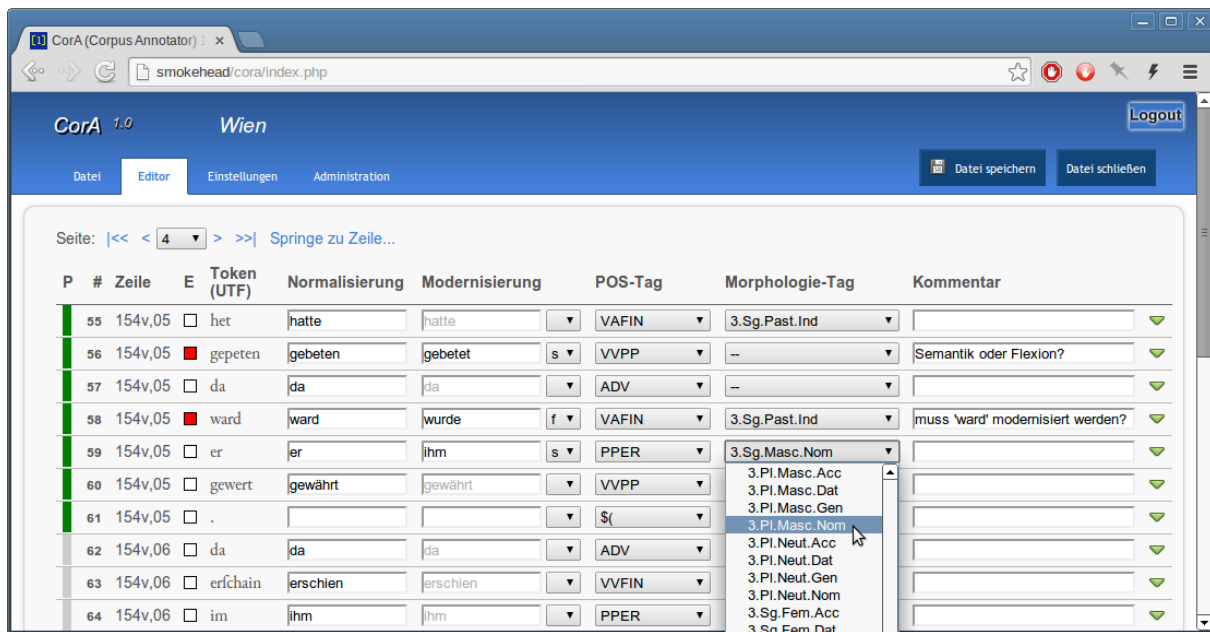 CorA (Corpus Annotator) 1
smokehead/cora/index.php
CorA 1.0 Wien Logout
Datei Editor Einstellungen Administration Datei speichern Datei schließen
Seite: |<< < 4 > >>| Springe zu Zeile...
P # Zeile E Token (UTF) Normalisierung Modernisierung POS-Tag Morphologie-Tag Kommentar
55 154v,05 het hatte hatte VAFIN 3.Sg.Past.Ind
56 154v,05 gepeten gebeten gebetet s VVPP -- Semantik oder Flexion?
57 154v,05 da da da ADV --
58 154v,05 ward ward wurde f VAFIN 3.Sg.Past.Ind muss 'ward' modernisiert werden?
59 154v,05 er er ihm s PPER 3.Sg.Masc.Nom
60 154v,05 gewert gewährt gewährt VVPP
61 154v,05 . $(
62 154v,06 da da da ADV
63 154v,06 erſchain erschien erschien VVFIN
64 154v,06 im ihm ihm PPER
3.Pl.Masc.Acc
3.Pl.Masc.Dat
3.Pl.Masc.Gen
3.Pl.Masc.Nom
3.Pl.Neut.Acc
3.Pl.Neut.Dat
3.Pl.Neut.Gen
3.Pl.Neut.Nom
3.Sg.Fem.Acc
3.Sg.Fem.Dat